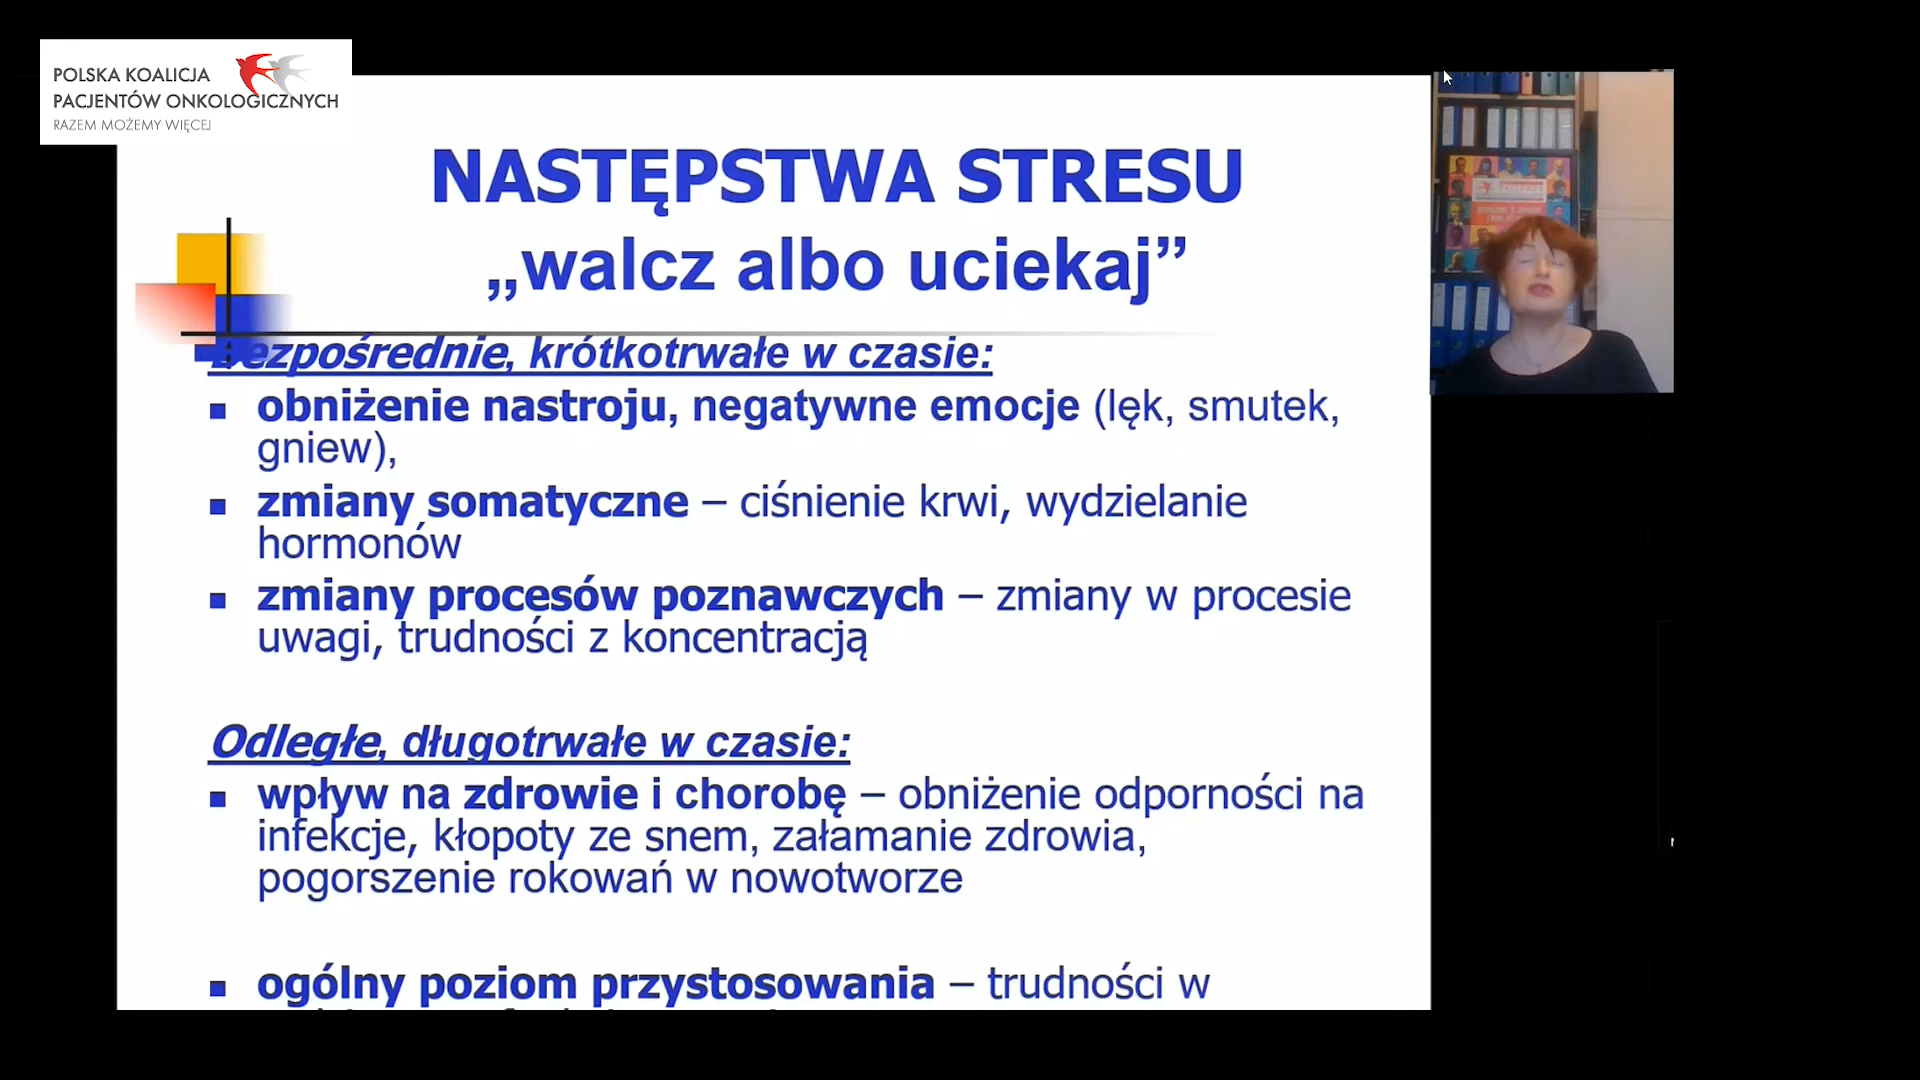 POLSKA KOALICJA
PACJENTÓW ONKOLOGICZNYCH
RAZEM MOŻEMY WIĘCEJ
NASTĘPSTWA STRESU
„walcz albo uciekaj”
Bezpośrednie, krótkotrwałe w czasie:
obniżenie nastroju, negatywne emocje (lęk, smutek,
gniew),
zmiany somatyczne – ciśnienie krwi, wydzielanie
hormonów
zmiany procesów poznawczych – zmiany w procesie
uwagi, trudności z koncentracją
Odległe, długotrwałe w czasie:
wpływ na zdrowie i chorobę – obniżenie odporności na
infekcje, kłopoty ze snem, załamanie zdrowia,
pogorszenie rokowań w nowotworze
ogólny poziom przystosowania – trudności w